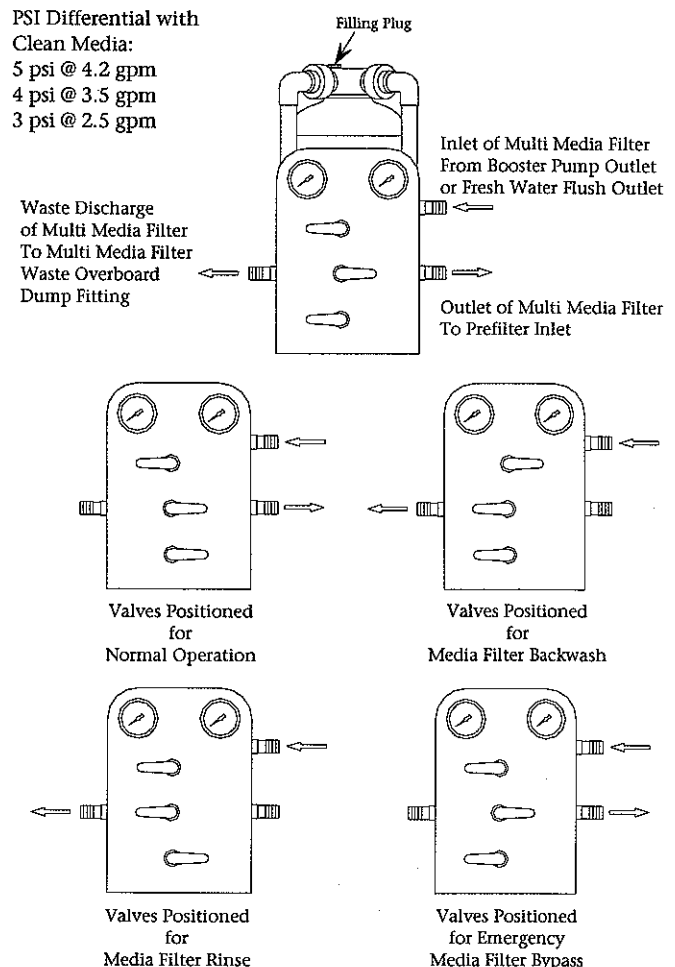 PSI Differential with
Clean Media:
5 psi @ 4.2 gpm
4 psi @ 3.5 gpm
3 psi @ 2.5 gpm
Filling Plug
Inlet of Multi Media Filter
From Booster Pump Outlet
or Fresh Water Flush Outlet
Waste Discharge
of Multi Media Filter
To Multi Media Filter
Waste Overboard
Dump Fitting
Outlet of Multi Media Filter
To Prefilter Inlet
Valves Positioned
for
Normal Operation
Valves Positioned
for
Media Filter Backwash
Valves Positioned
for
Media Filter Rinse
Valves Positioned
for Emergency
Media Filter Bypass